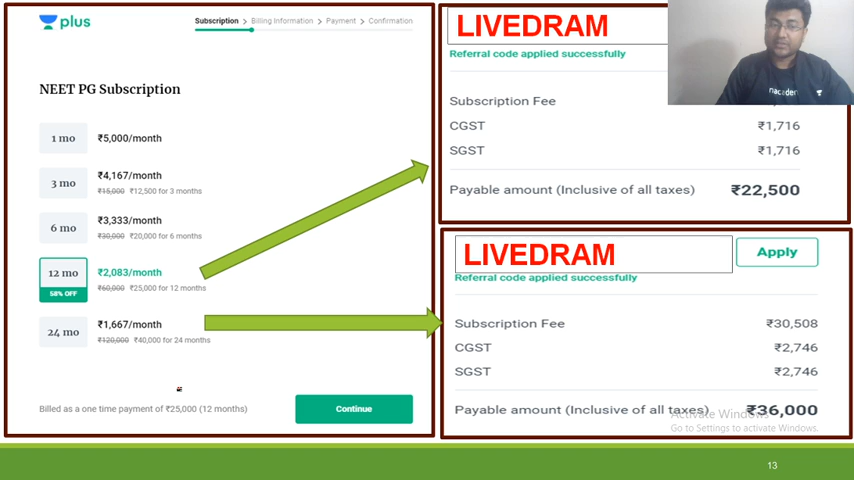 plus
Subscription > Billing Information > Payment > Confirmation
NEET PG Subscription
1 mo
₹5,000/month
3 mo
₹4,167/month
₹15,000 ₹12,500 for 3 months
6 mo
₹3,333/month
₹30,000 ₹20,000 for 6 months
12 mo
58% OFF
₹2,083/month
₹60,000 ₹25,000 for 12 months
24 mo
₹1,667/month
₹120,000 ₹40,000 for 24 months
Billed as a one time payment of ₹25,000 (12 months)
Continue
LIVEDRAM
Referral code applied successfully
Subscription Fee
CGST ₹1,716
SGST ₹1,716
Payable amount (Inclusive of all taxes) ₹22,500
LIVEDRAM
Apply
Referral code applied successfully
Subscription Fee ₹30,508
CGST ₹2,746
SGST ₹2,746
Payable amount (Inclusive of all taxes) ₹36,000
Activate Windows
Go to Settings to activate Windows.
13